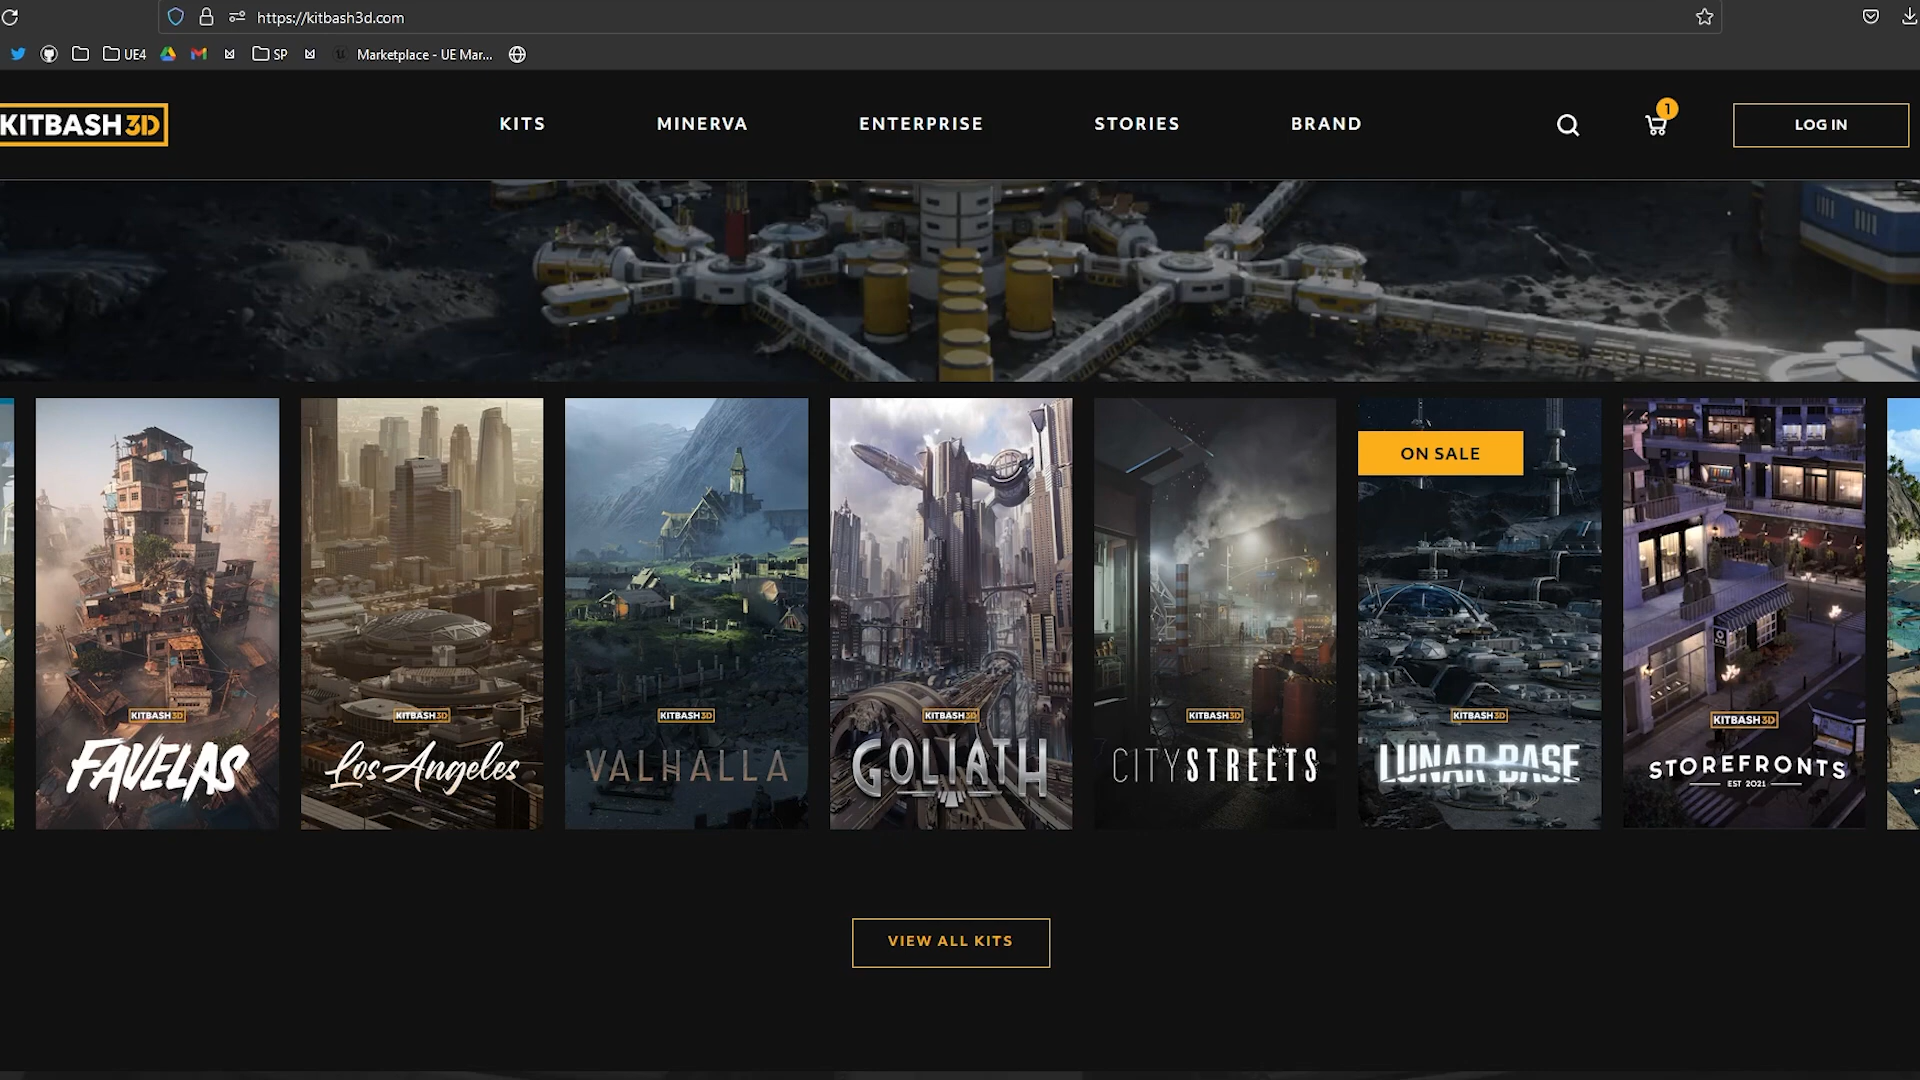 https://kitbash3d.com
UE4
SP
Marketplace - UE Mar...
KITBASH3D
KITS
MINERVA
ENTERPRISE
STORIES
BRAND
1
LOG IN
ON SALE
KITBASH3D
FAVELAS
KITBASH3D
Los Angeles
KITBASH3D
VALHALLA
KITBASH3D
GOLIATH
KITBASH3D
CITYSTREETS
KITBASH3D
LUNAR BASE
KITBASH3D
STOREFRONTS
EST 2021
VIEW ALL KITS